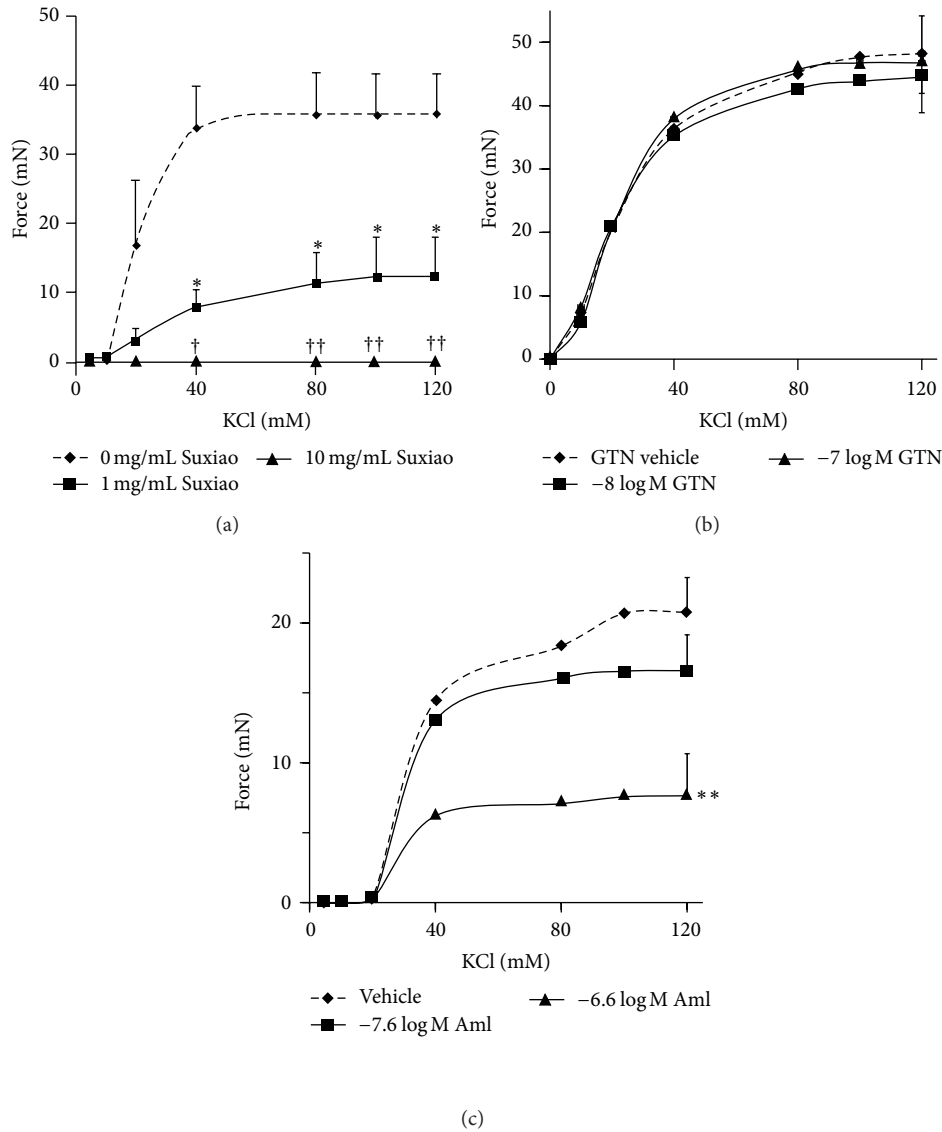 50
40
30
20
10
0
Force (mN)
*
*
*
*
†
††
††
††
0
40
80
120
KCl (mM)
0 mg/mL Suxiao
10 mg/mL Suxiao
1 mg/mL Suxiao
(a)
50
40
30
20
10
0
Force (mN)
0
40
80
120
KCl (mM)
GTN vehicle
−7 log M GTN
−8 log M GTN
(b)
20
10
0
Force (mN)
**
0
40
80
120
KCl (mM)
Vehicle
−6.6 log M Aml
−7.6 log M Aml
(c)